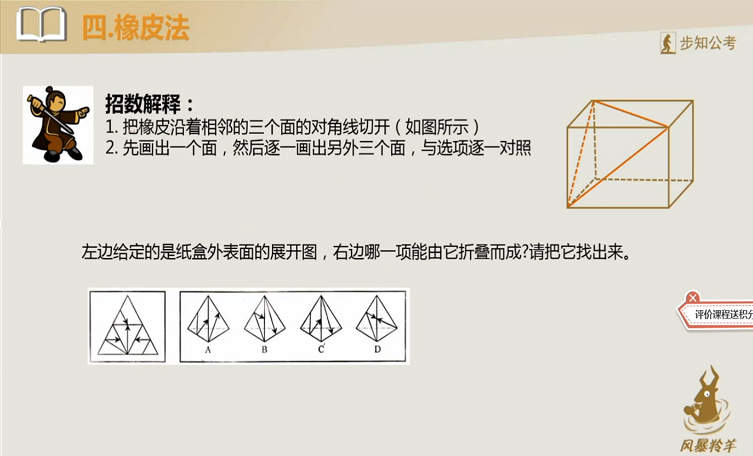 四.橡皮法
步知公考
招数解释：
1. 把橡皮沿着相邻的三个面的对角线切开（如图所示）
2. 先画出一个面，然后逐一画出另外三个面，与选项逐一对照
左边给定的是纸盒外表面的展开图，右边哪一项能由它折叠而成?请把它找出来。
评价课程送积分
A B C D
风暴羚羊